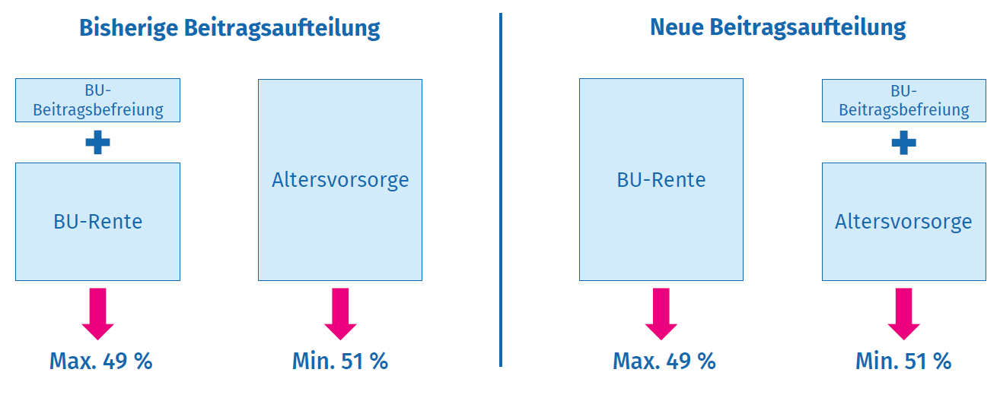 Bisherige Beitragsaufteilung
BU-
Beitragsbefreiung
BU-Rente
Max. 49 %
Altersvorsorge
Min. 51 %
Neue Beitragsaufteilung
BU-Rente
Max. 49 %
BU-
Beitragsbefreiung
Altersvorsorge
Min. 51 %